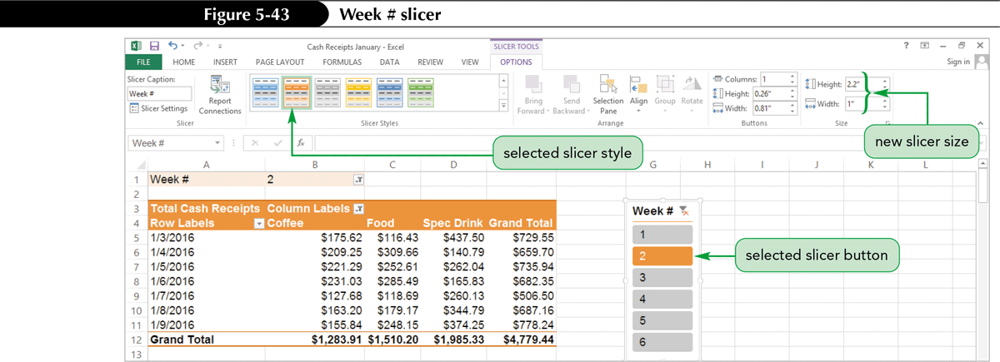 Figure 5-43 Week # slicer
Cash Receipts January - Excel
SLICER TOOLS
?
FILE HOME INSERT PAGE LAYOUT FORMULAS DATA REVIEW VIEW OPTIONS
Sign in
Slicer Caption:
Week #
Slicer Settings
Report
Connections
Slicer
Slicer Styles
Bring
Forward
Send
Backward
Selection
Pane
Align
Group
Rotate
Arrange
Columns: 1
Height: 0.26"
Width: 0.81"
Buttons
Height: 2.2"
Width: 1"
Size
selected slicer style
new slicer size
Week #
fx
A B C D G H I J K L
1 Week # 2
2
3 Total Cash Receipts Column Labels
4 Row Labels Coffee Food Spec Drink Grand Total
5 1/3/2016 $175.62 $116.43 $437.50 $729.55
6 1/4/2016 $209.25 $309.66 $140.79 $659.70
7 1/5/2016 $221.29 $252.61 $262.04 $735.94
8 1/6/2016 $231.03 $285.49 $165.83 $682.35
9 1/7/2016 $127.68 $118.69 $260.13 $506.50
10 1/8/2016 $163.20 $179.17 $344.79 $687.16
11 1/9/2016 $155.84 $248.15 $374.25 $778.24
12 Grand Total $1,283.91 $1,510.20 $1,985.33 $4,779.44
13
Week #
1
2
3
4
5
6
selected slicer button